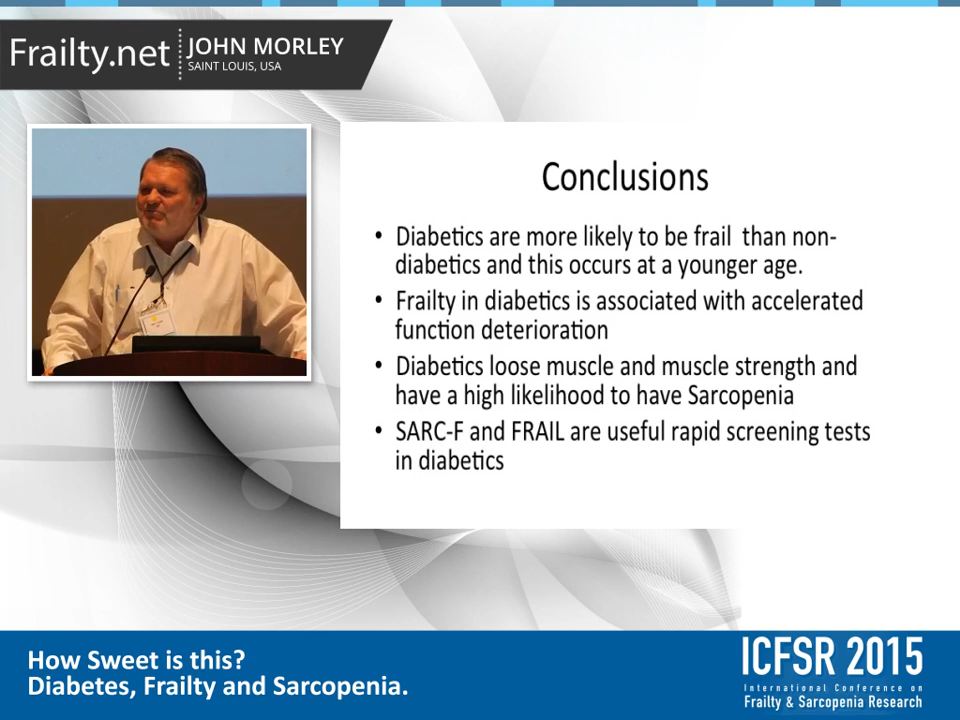 Frailty.net
JOHN MORLEY
SAINT LOUIS, USA
Conclusions
• Diabetics are more likely to be frail than non-
diabetics and this occurs at a younger age.
• Frailty in diabetics is associated with accelerated
function deterioration
• Diabetics loose muscle and muscle strength and
have a high likelihood to have Sarcopenia
• SARC-F and FRAIL are useful rapid screening tests
in diabetics
How Sweet is this?
Diabetes, Frailty and Sarcopenia.
ICFSR 2015
International Conference on
Frailty & Sarcopenia Research